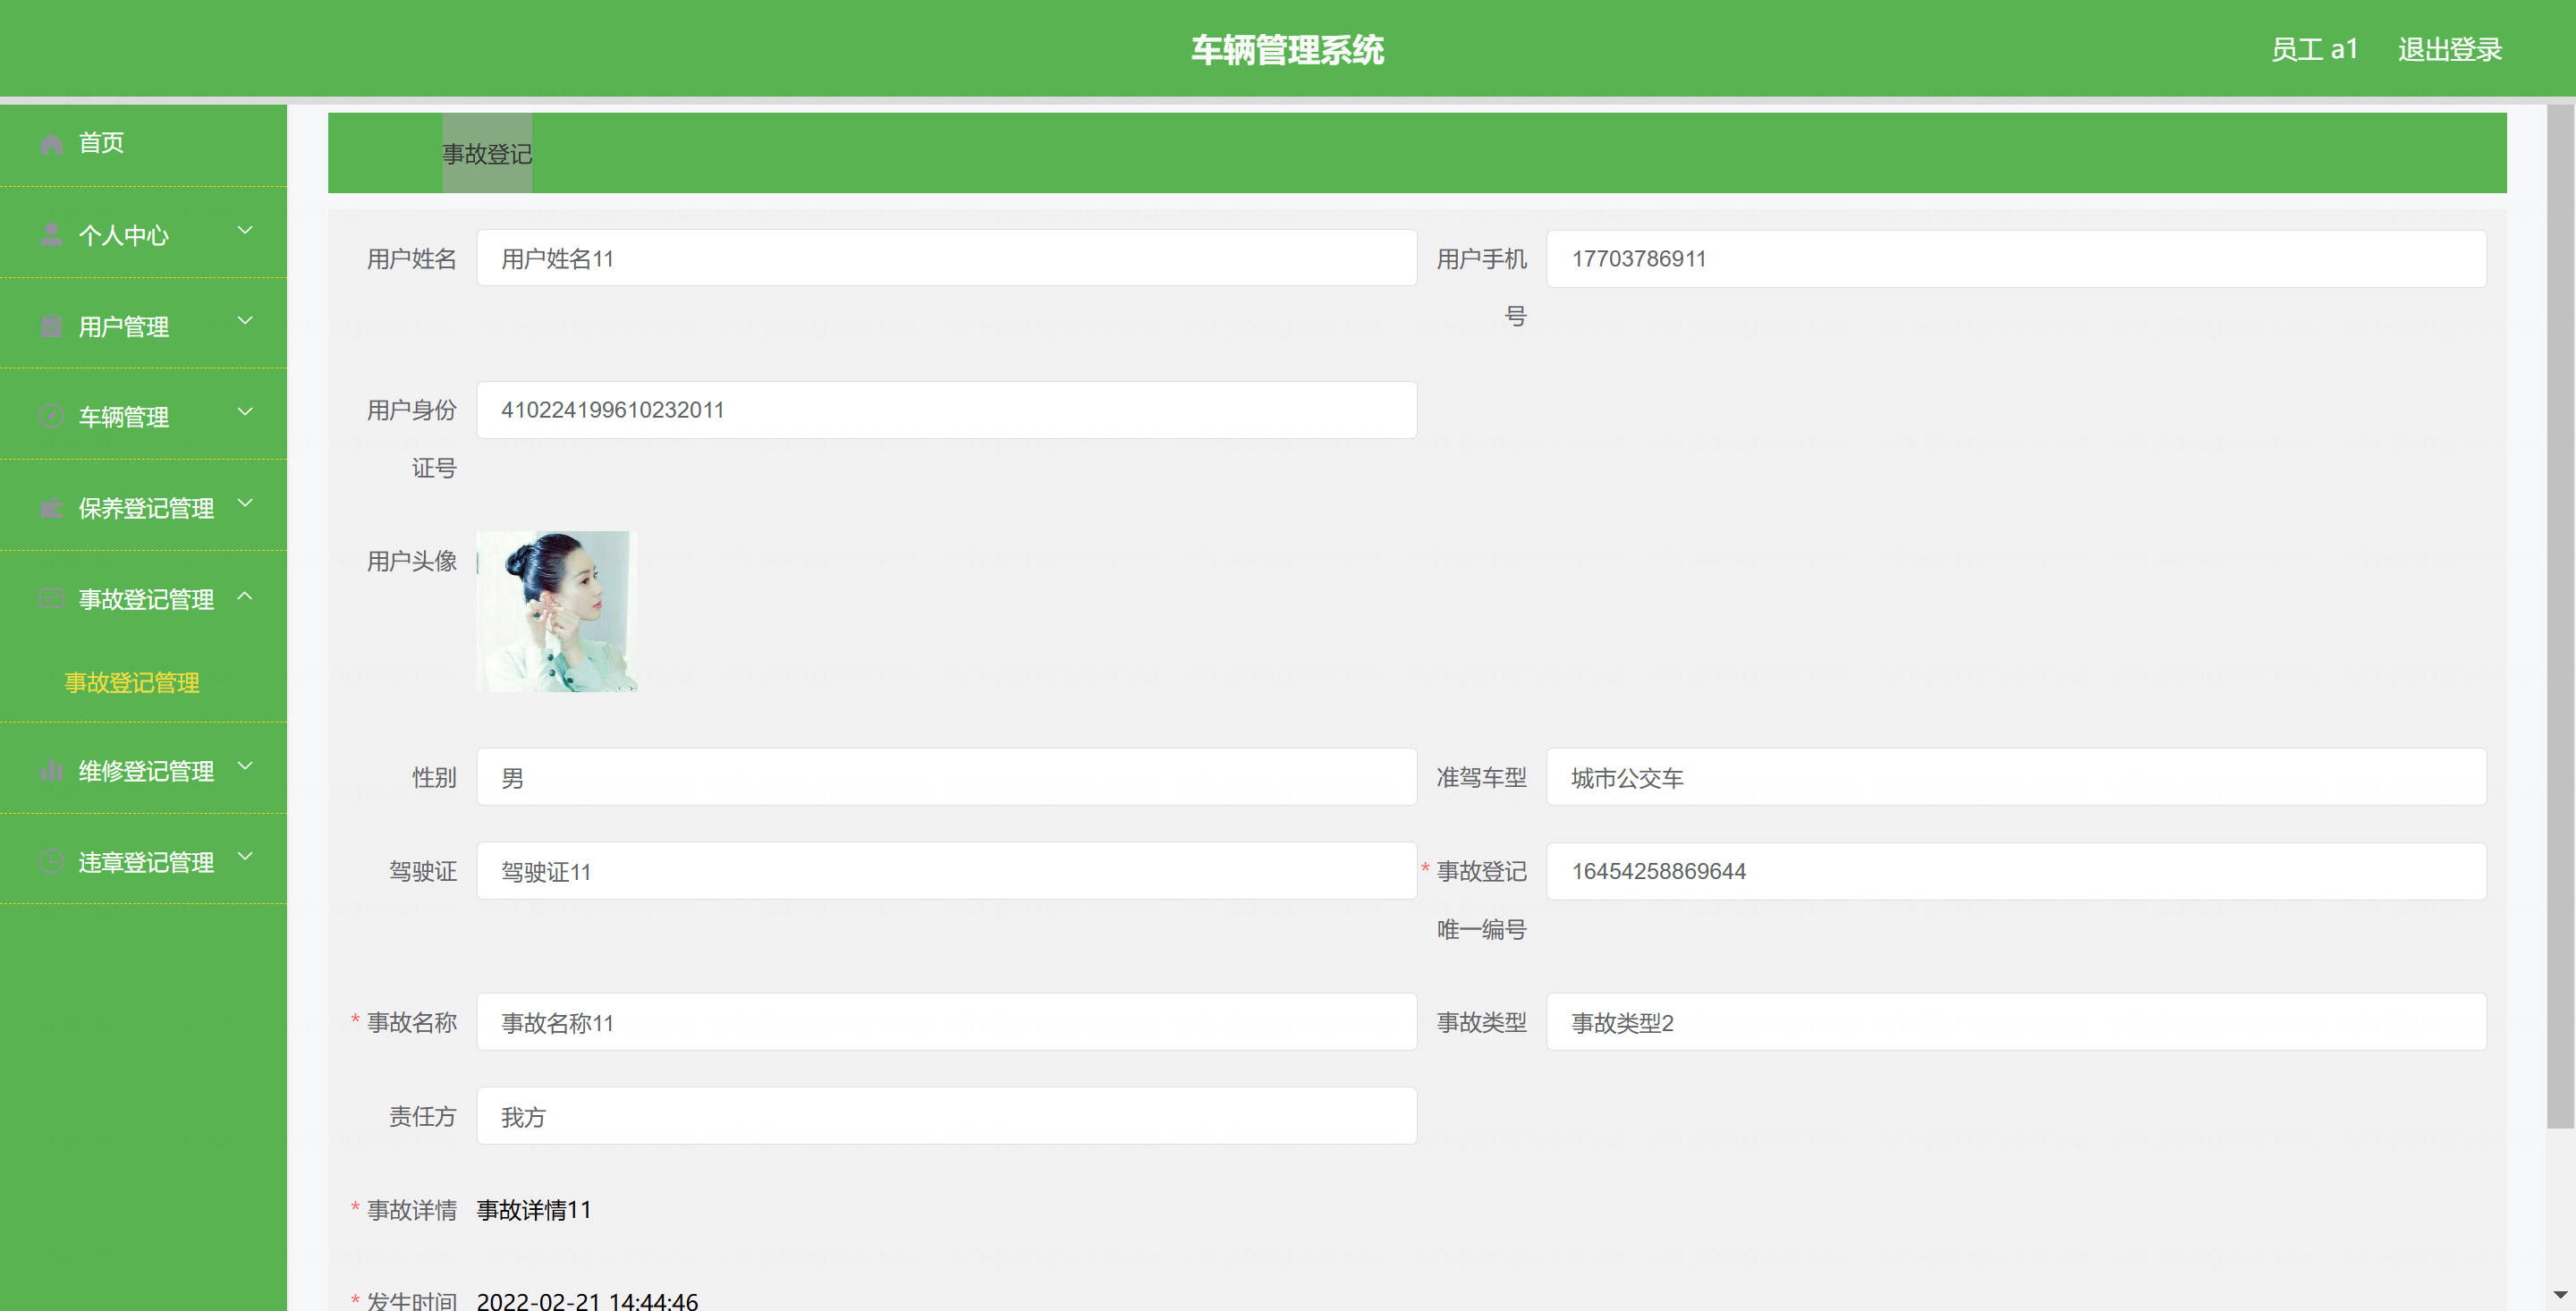 车辆管理系统
员工 a1 退出登录
首页
个人中心
用户管理
车辆管理
保养登记管理
事故登记管理
事故登记管理
维修登记管理
违章登记管理
事故登记
用户姓名 用户姓名11 用户手机
号 17703786911
用户身份
证号 410224199610232011
用户头像
性别 男 准驾车型 城市公交车
驾驶证 驾驶证11 * 事故登记
唯一编号 16454258869644
* 事故名称 事故名称11 事故类型 事故类型2
责任方 我方
* 事故详情 事故详情11
* 发生时间 2022-02-21 14:44:46